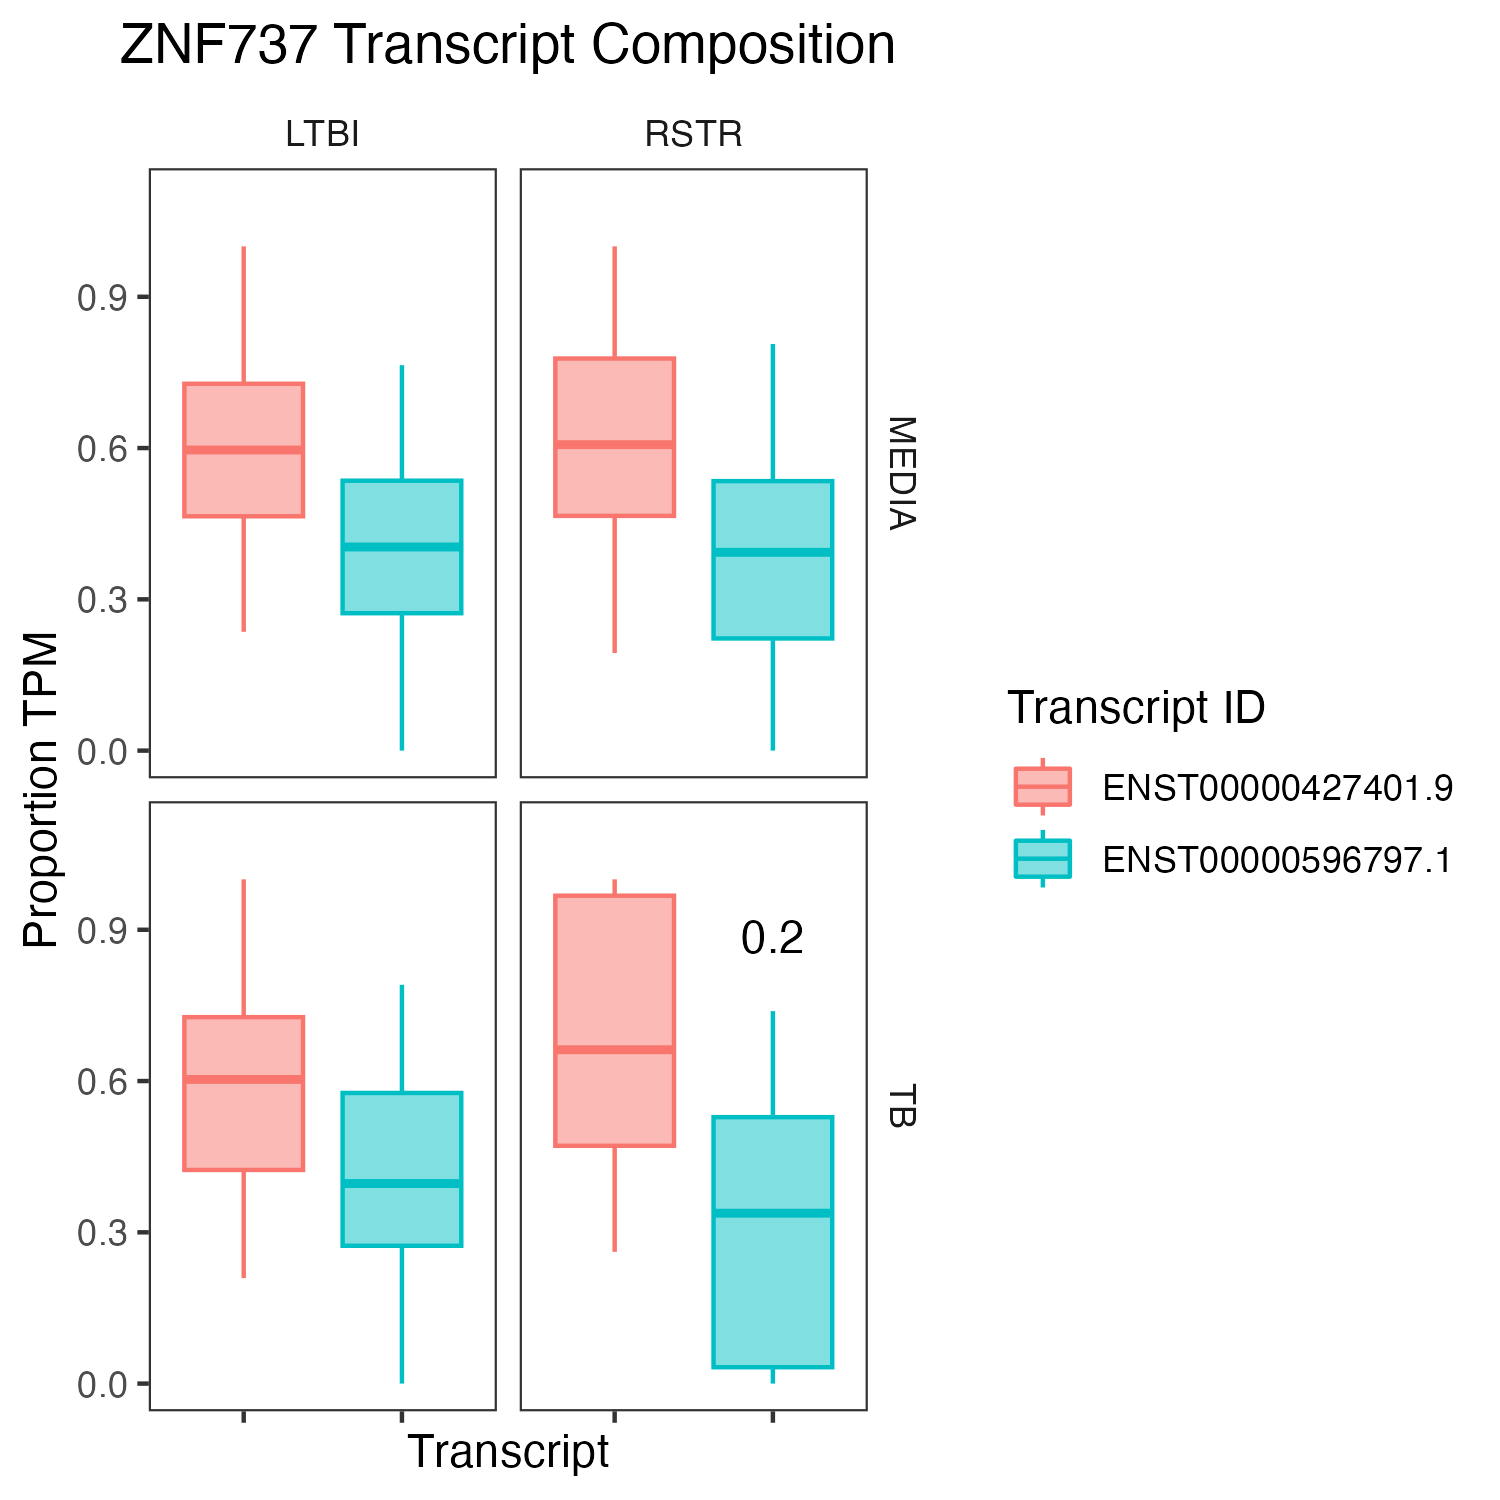 ZNF737 Transcript Composition
LTBI
RSTR
0.9
0.6
0.3
0.0
MEDIA
0.9
0.6
0.3
0.0
0.2
TB
Proportion TPM
Transcript
Transcript ID
ENST00000427401.9
ENST00000596797.1